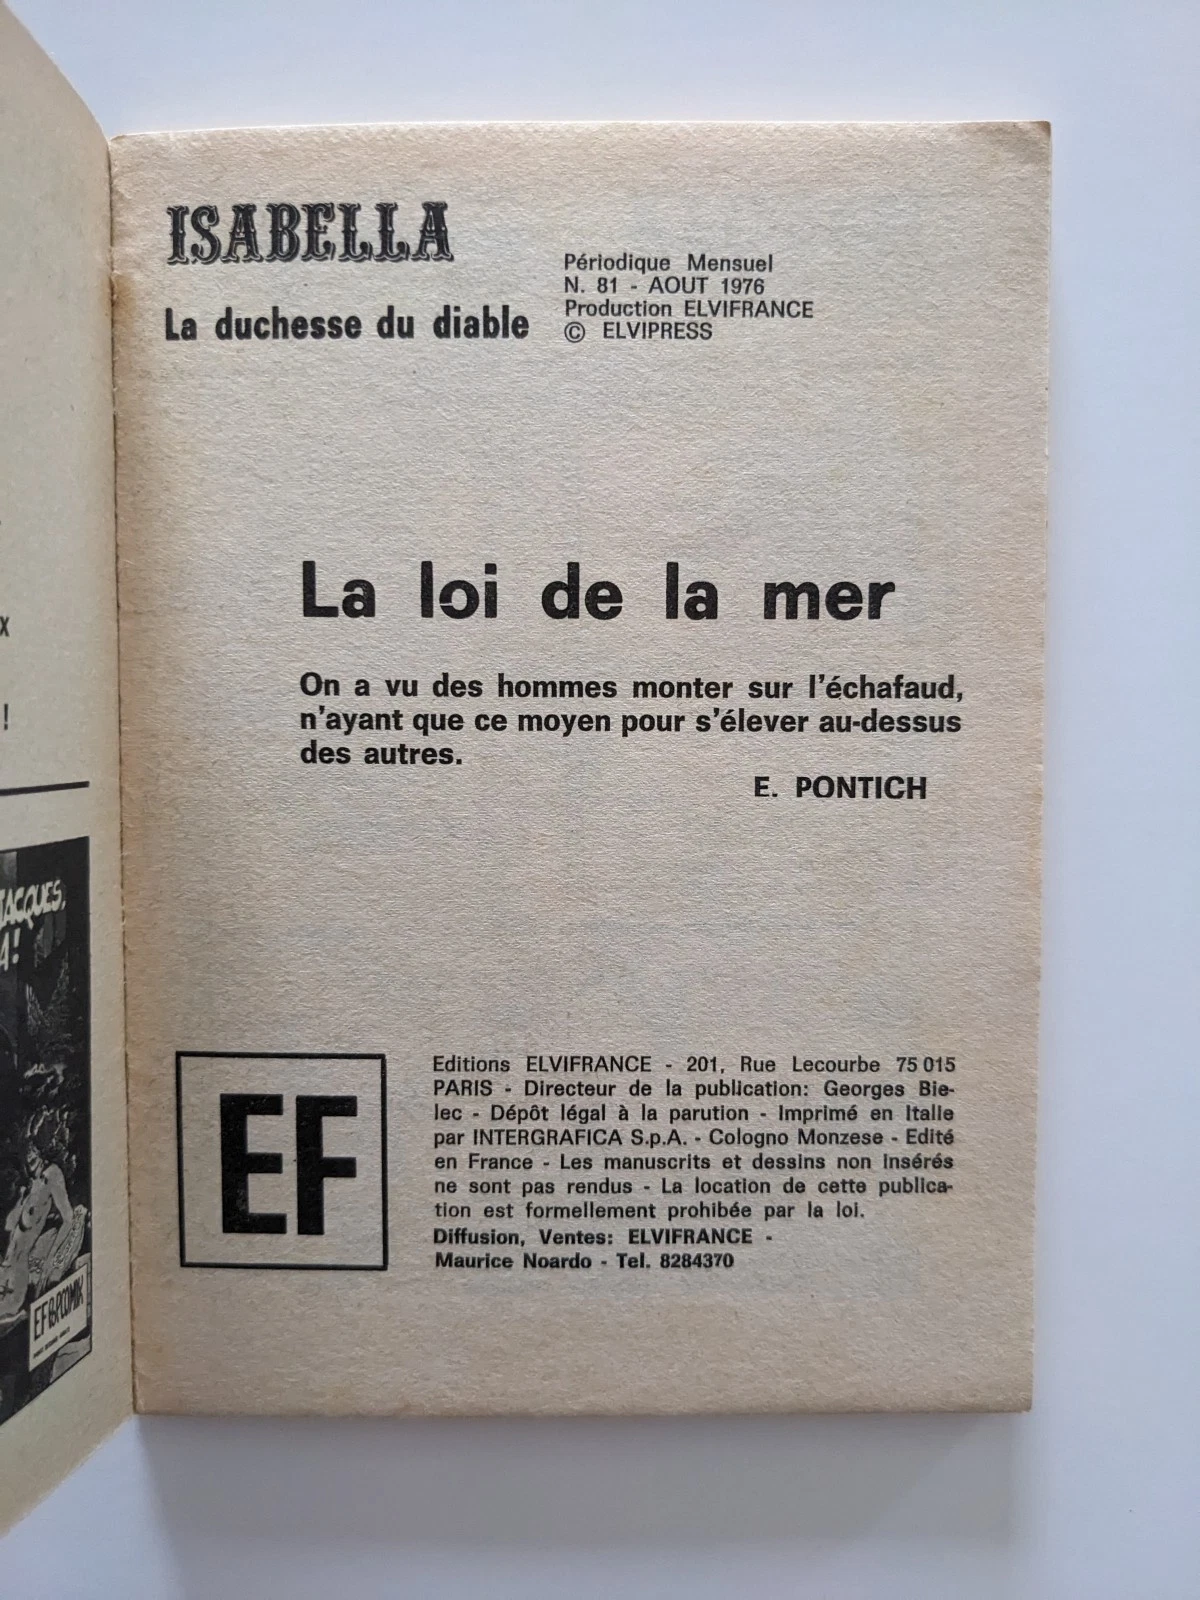 x
!
TACQUES,
A!
EF POPCOMIX
ISABELLA
La duchesse du diable
Périodique Mensuel
N. 81 - AOUT 1976
Production ELVIFRANCE
© ELVIPRESS
La loi de la mer
On a vu des hommes monter sur l'échafaud,
n'ayant que ce moyen pour s'élever au-dessus
des autres.
E. PONTICH
EF
Editions ELVIFRANCE - 201, Rue Lecourbe 75 015
PARIS - Directeur de la publication: Georges Bie-
lec - Dépôt légal à la parution - Imprimé en Italie
par INTERGRAFICA S.p.A. - Cologno Monzese - Edité
en France - Les manuscrits et dessins non insérés
ne sont pas rendus - La location de cette publica-
tion est formellement prohibée par la loi.
Diffusion, Ventes: ELVIFRANCE -
Maurice Noardo - Tel. 8284370